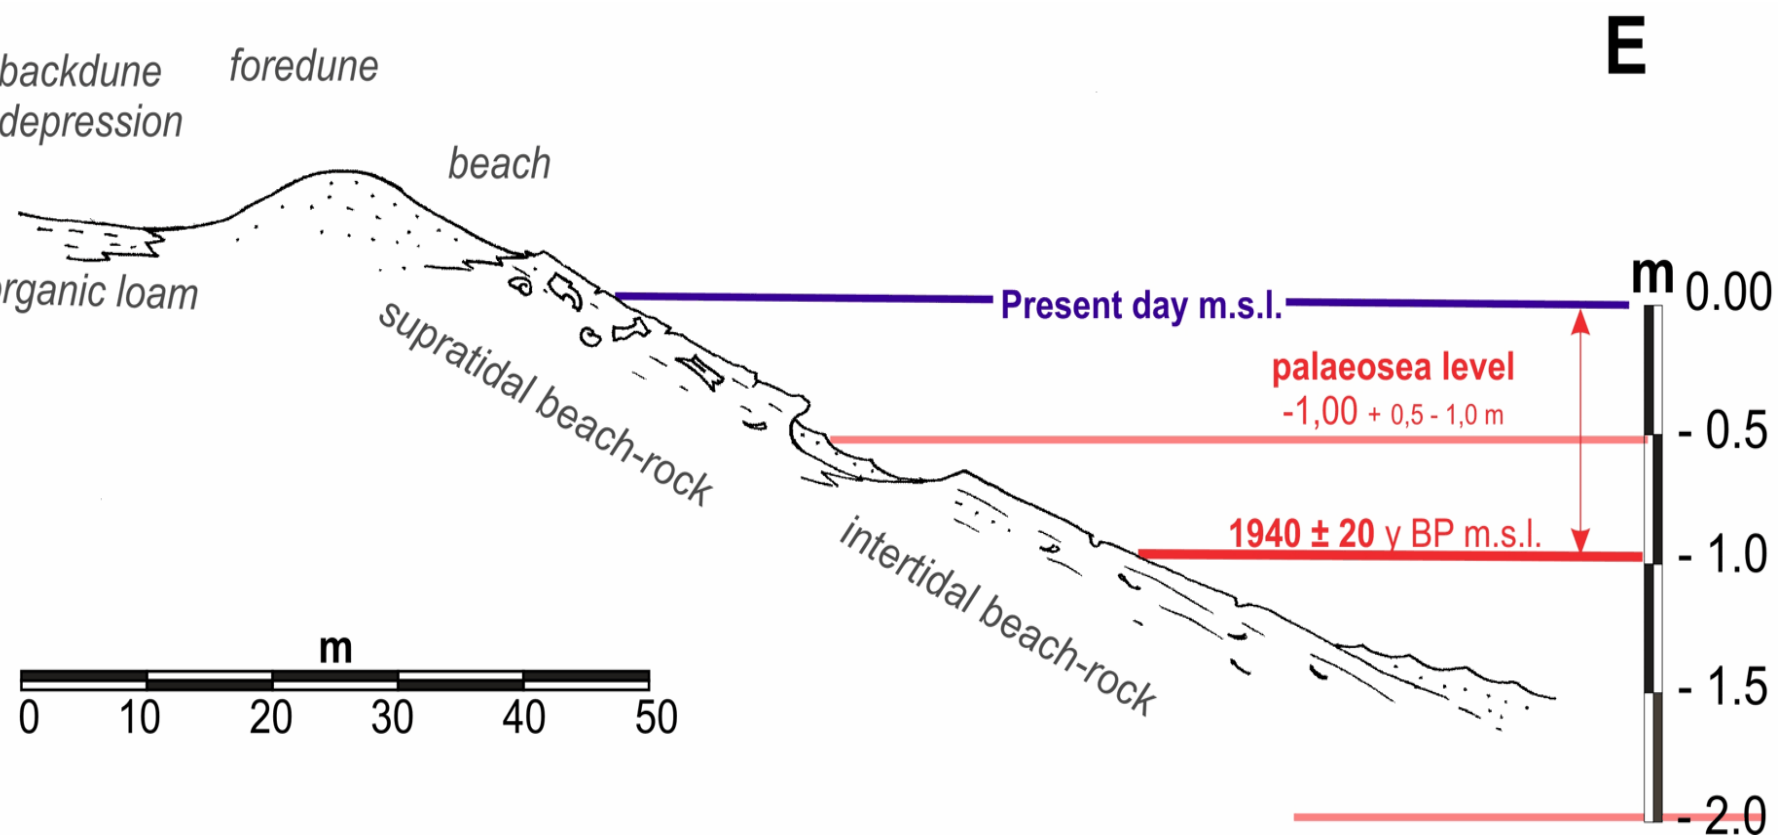 E
backdune
depression
foredune
beach
rganic loam
supratidal beach-rock
intertidal beach-rock
Present day m.s.l.
palaeosea level
-1,00 + 0,5 - 1,0 m
1940 ± 20 y BP m.s.l.
m
0.00
- 0.5
- 1.0
- 1.5
- 2.0
m
0 10 20 30 40 50